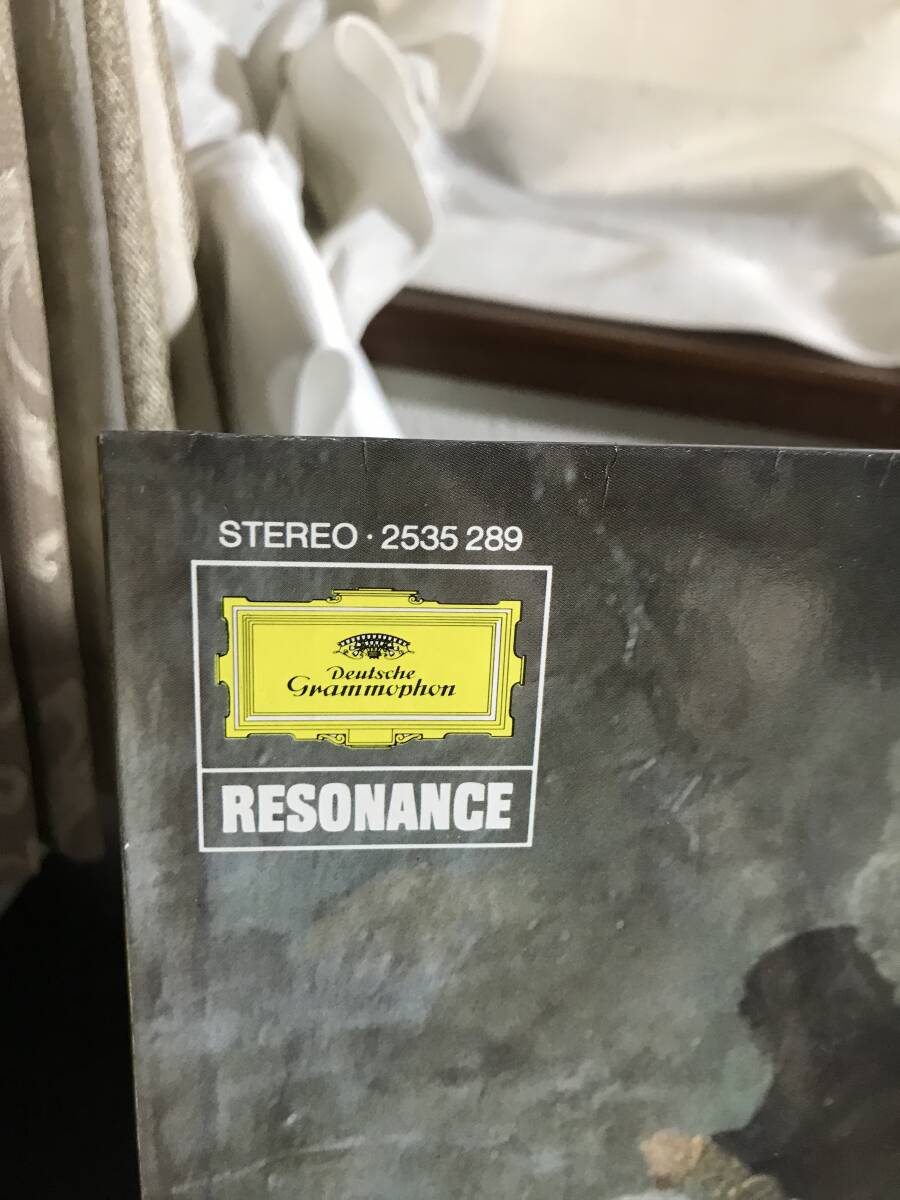 STEREO · 2535 289
Deutsche
Grammophon
RESONANCE